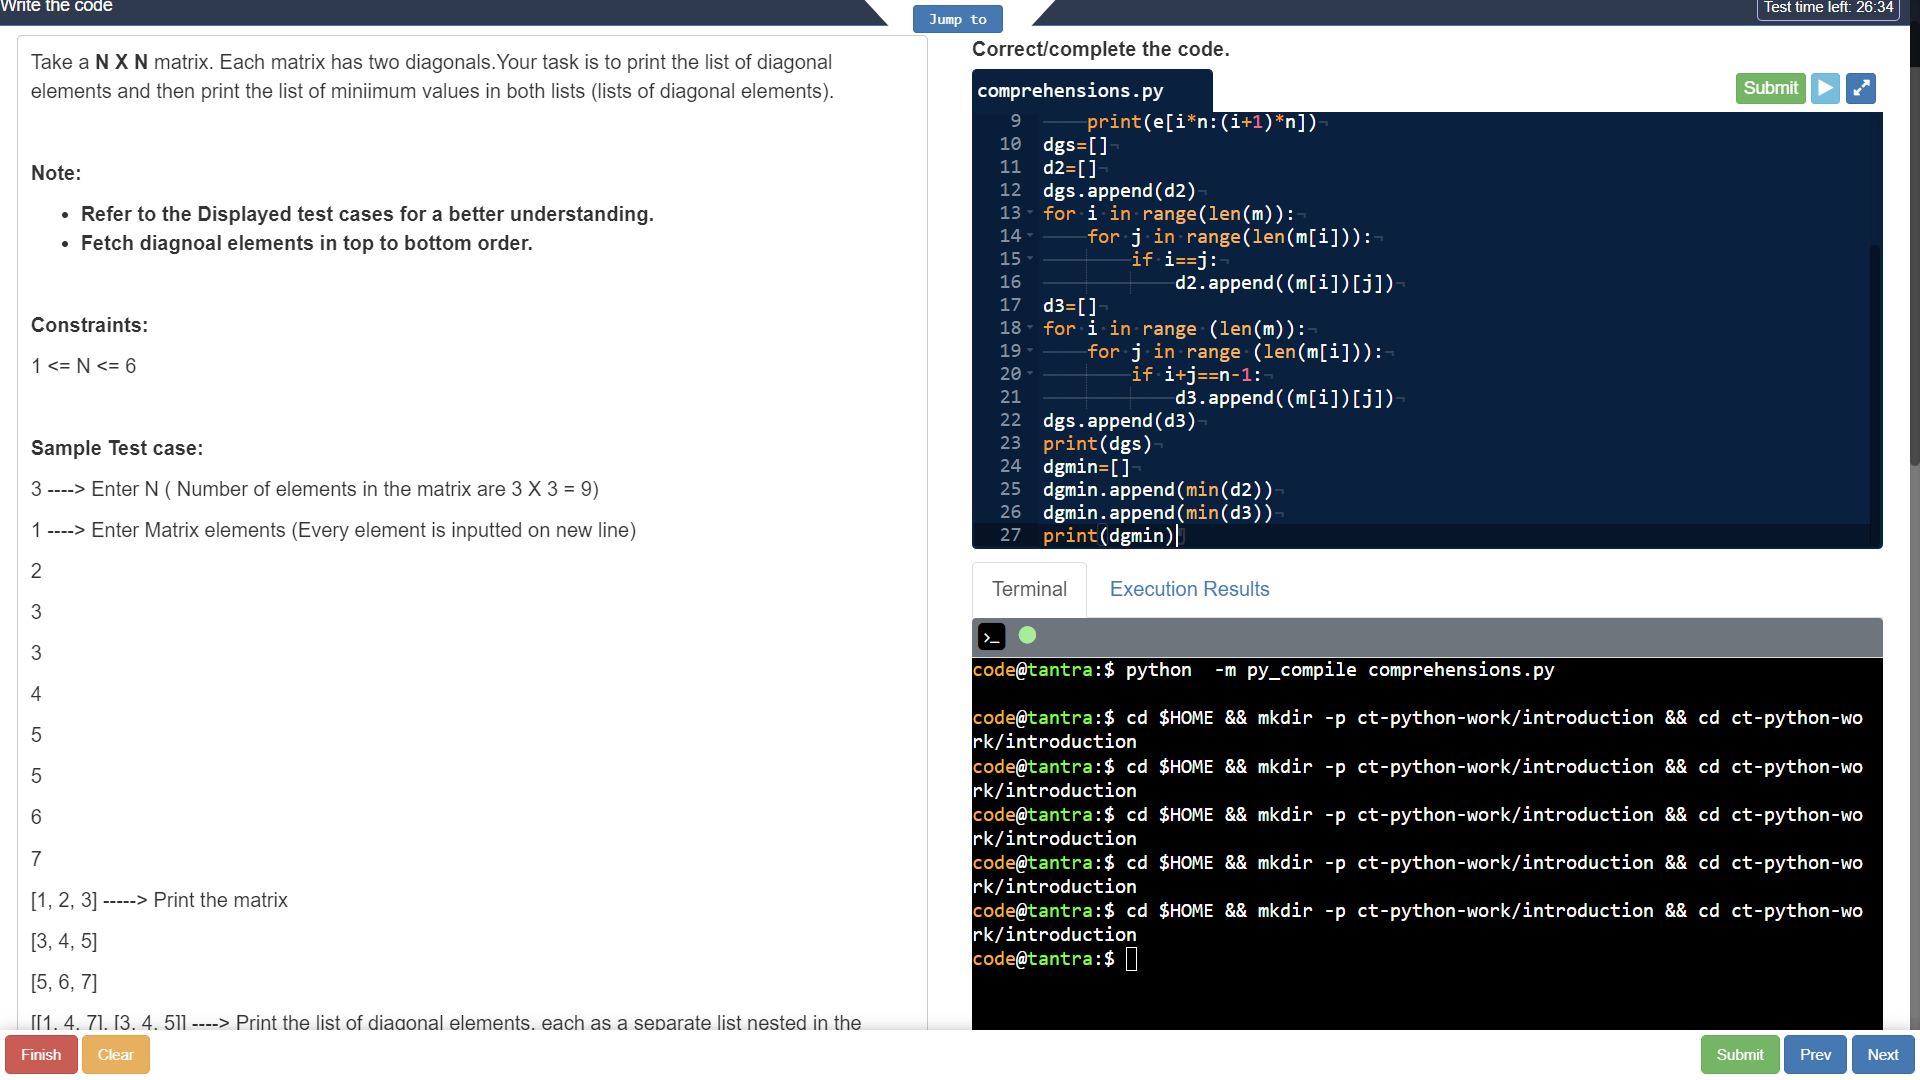 Write the code
Jump to
Test time left: 26:34
Take a N X N matrix. Each matrix has two diagonals.Your task is to print the list of diagonal
elements and then print the list of miniimum values in both lists (lists of diagonal elements).
Note:
• Refer to the Displayed test cases for a better understanding.
• Fetch diagnoal elements in top to bottom order.
Constraints:
1 <= N <= 6
Sample Test case:
3 ----> Enter N ( Number of elements in the matrix are 3 X 3 = 9)
1 ----> Enter Matrix elements (Every element is inputted on new line)
2
3
3
4
5
5
6
7
[1, 2, 3] -----> Print the matrix
[3, 4, 5]
[5, 6, 7]
[[1, 4, 7], [3, 4, 5]] ----> Print the list of diagonal elements, each as a separate list nested in the
Correct/complete the code.
comprehensions.py
Submit
9 print(e[i*n:(i+1)*n])
10 dgs=[]
11 d2=[]
12 dgs.append(d2)
13 for i in range(len(m)):
14 for j in range(len(m[i])):
15 if i==j:
16 d2.append((m[i])[j])
17 d3=[]
18 for i in range (len(m)):
19 for j in range (len(m[i])):
20 if i+j==n-1:
21 d3.append((m[i])[j])
22 dgs.append(d3)
23 print(dgs)
24 dgmin=[]
25 dgmin.append(min(d2))
26 dgmin.append(min(d3))
27 print(dgmin)
Terminal
Execution Results
>_
code@tantra:$ python  -m py_compile comprehensions.py
code@tantra:$ cd $HOME && mkdir -p ct-python-work/introduction && cd ct-python-wo
rk/introduction
code@tantra:$ cd $HOME && mkdir -p ct-python-work/introduction && cd ct-python-wo
rk/introduction
code@tantra:$ cd $HOME && mkdir -p ct-python-work/introduction && cd ct-python-wo
rk/introduction
code@tantra:$ cd $HOME && mkdir -p ct-python-work/introduction && cd ct-python-wo
rk/introduction
code@tantra:$ cd $HOME && mkdir -p ct-python-work/introduction && cd ct-python-wo
rk/introduction
code@tantra:$
Finish
Clear
Submit
Prev
Next